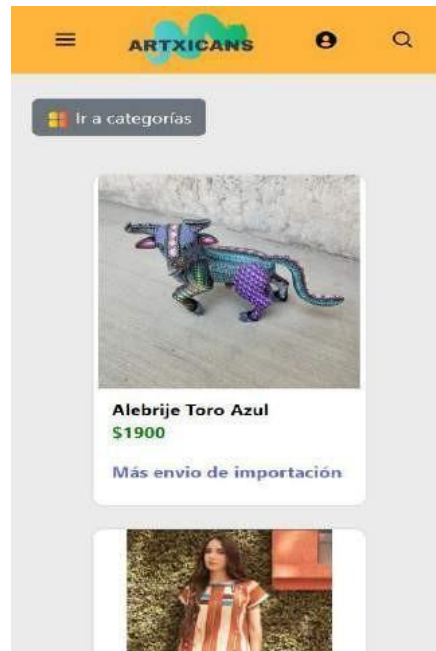 ARTXICANS
Ir a categorías
Alebrije Toro Azul
$1900
Más envio de importación